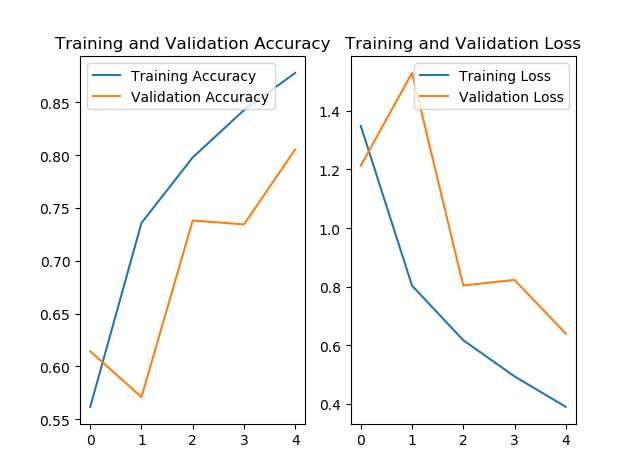 Training and Validation Accuracy
Training Accuracy
Validation Accuracy
0.85
0.80
0.75
0.70
0.65
0.60
0.55
0 1 2 3 4
Training and Validation Loss
Training Loss
Validation Loss
1.4
1.2
1.0
0.8
0.6
0.4
0 1 2 3 4